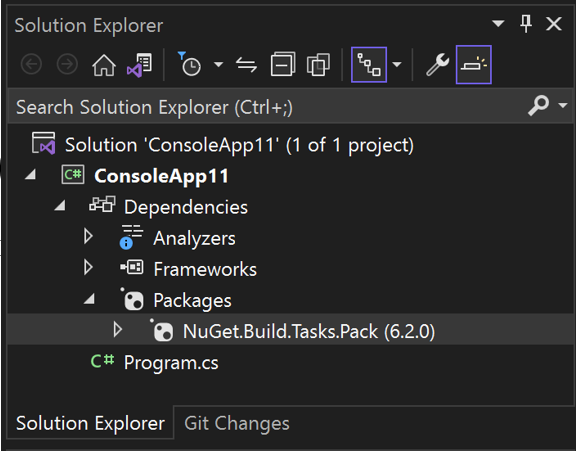 Solution Explorer
Search Solution Explorer (Ctrl+;)
Solution 'ConsoleApp11' (1 of 1 project)
C# ConsoleApp11
Dependencies
Analyzers
Frameworks
Packages
NuGet.Build.Tasks.Pack (6.2.0)
C# Program.cs
Solution Explorer Git Changes